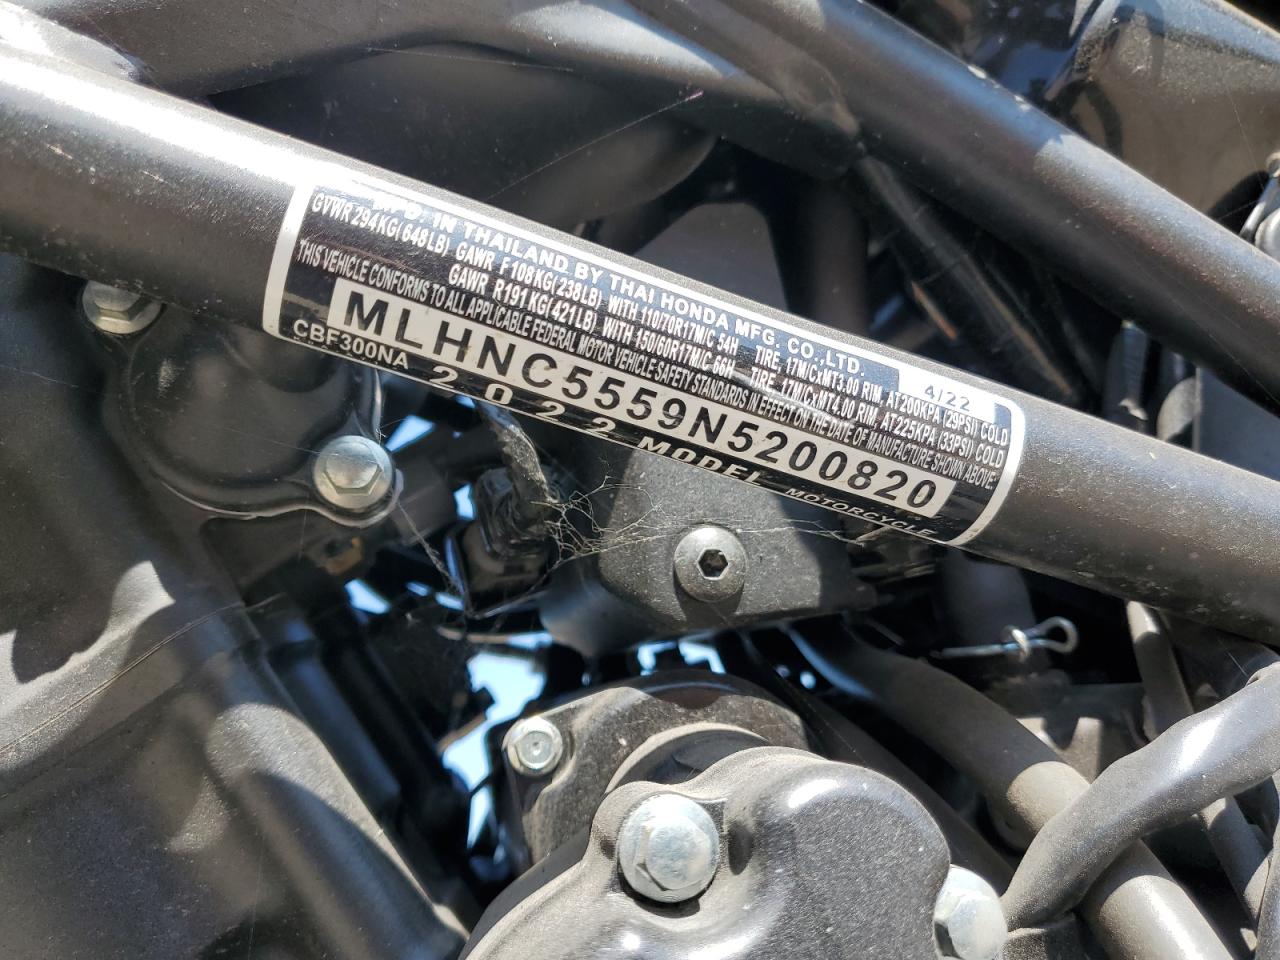 MFD. IN THAILAND BY THAI HONDA MFG. CO.,LTD. 4/22
GVWR 294KG(648LB) GAWR F108KG(238LB) WITH 110/70R17M/C 54H TIRE, 17M/CxMT3.00 RIM, AT200KPA (29PSI) COLD
GAWR R191KG(421LB) WITH 150/60R17M/C 66H TIRE, 17M/CxMT4.00 RIM, AT225KPA (33PSI) COLD
THIS VEHICLE CONFORMS TO ALL APPLICABLE FEDERAL MOTOR VEHICLE SAFETY STANDARDS IN EFFECT ON THE DATE OF MANUFACTURE SHOWN ABOVE.
MLHNC5559N5200820
CBF300NA 2022 MODEL MOTORCYCLE